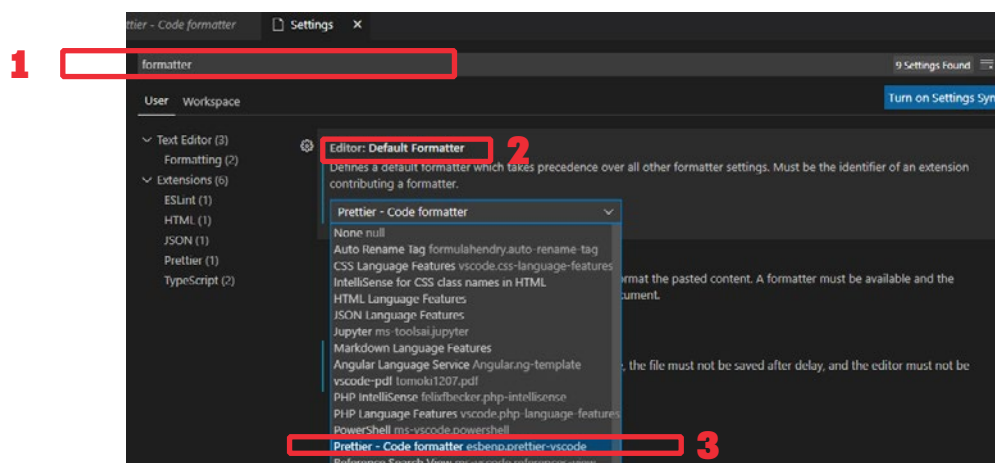 ttier - Code formatter
Settings
1
formatter
9 Settings Found
User Workspace
Turn on Settings Syn
Text Editor (3)
Formatting (2)
Extensions (6)
ESLint (1)
HTML (1)
JSON (1)
Prettier (1)
TypeScript (2)
Editor: Default Formatter
2
Defines a default formatter which takes precedence over all other formatter settings. Must be the identifier of an extension
contributing a formatter.
Prettier - Code formatter
None null
Auto Rename Tag formulahendry.auto-rename-tag
CSS Language Features vscode.css-language-features
IntelliSense for CSS class names in HTML
rmat the pasted content. A formatter must be available and the
HTML Language Features
cument.
JSON Language Features
Jupyter ms-toolsai.jupyter
Markdown Language Features
Angular Language Service Angular.ng-template
, the file must not be saved after delay, and the editor must not be
vscode-pdf tomoki1207.pdf
PHP IntelliSense felixfbecker.php-intellisense
PHP Language Features vscode.php-language-features
PowerShell ms-vscode.powershell
Prettier - Code formatter esbenp.prettier-vscode
3
Reference Search View ms-vscode.references-view